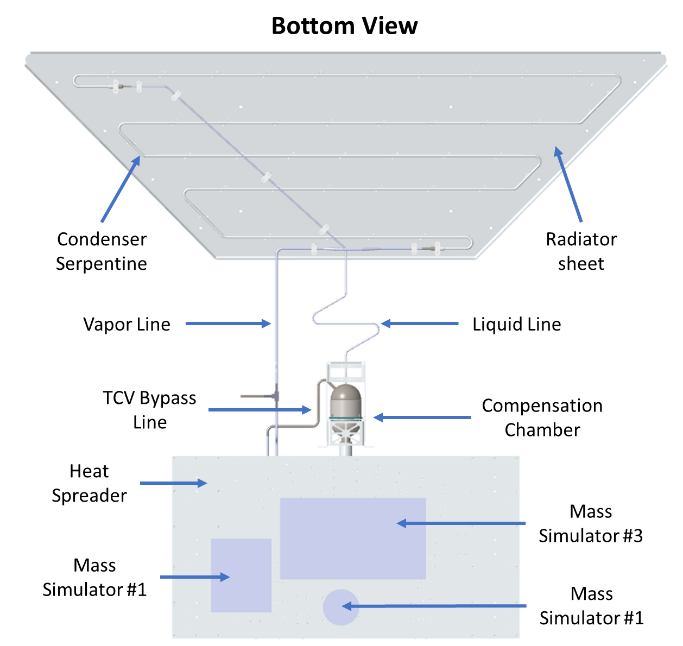 Bottom View
Condenser
Serpentine
Radiator
sheet
Vapor Line
Liquid Line
TCV Bypass
Line
Compensation
Chamber
Heat
Spreader
Mass
Simulator #3
Mass
Simulator #1
Mass
Simulator #1